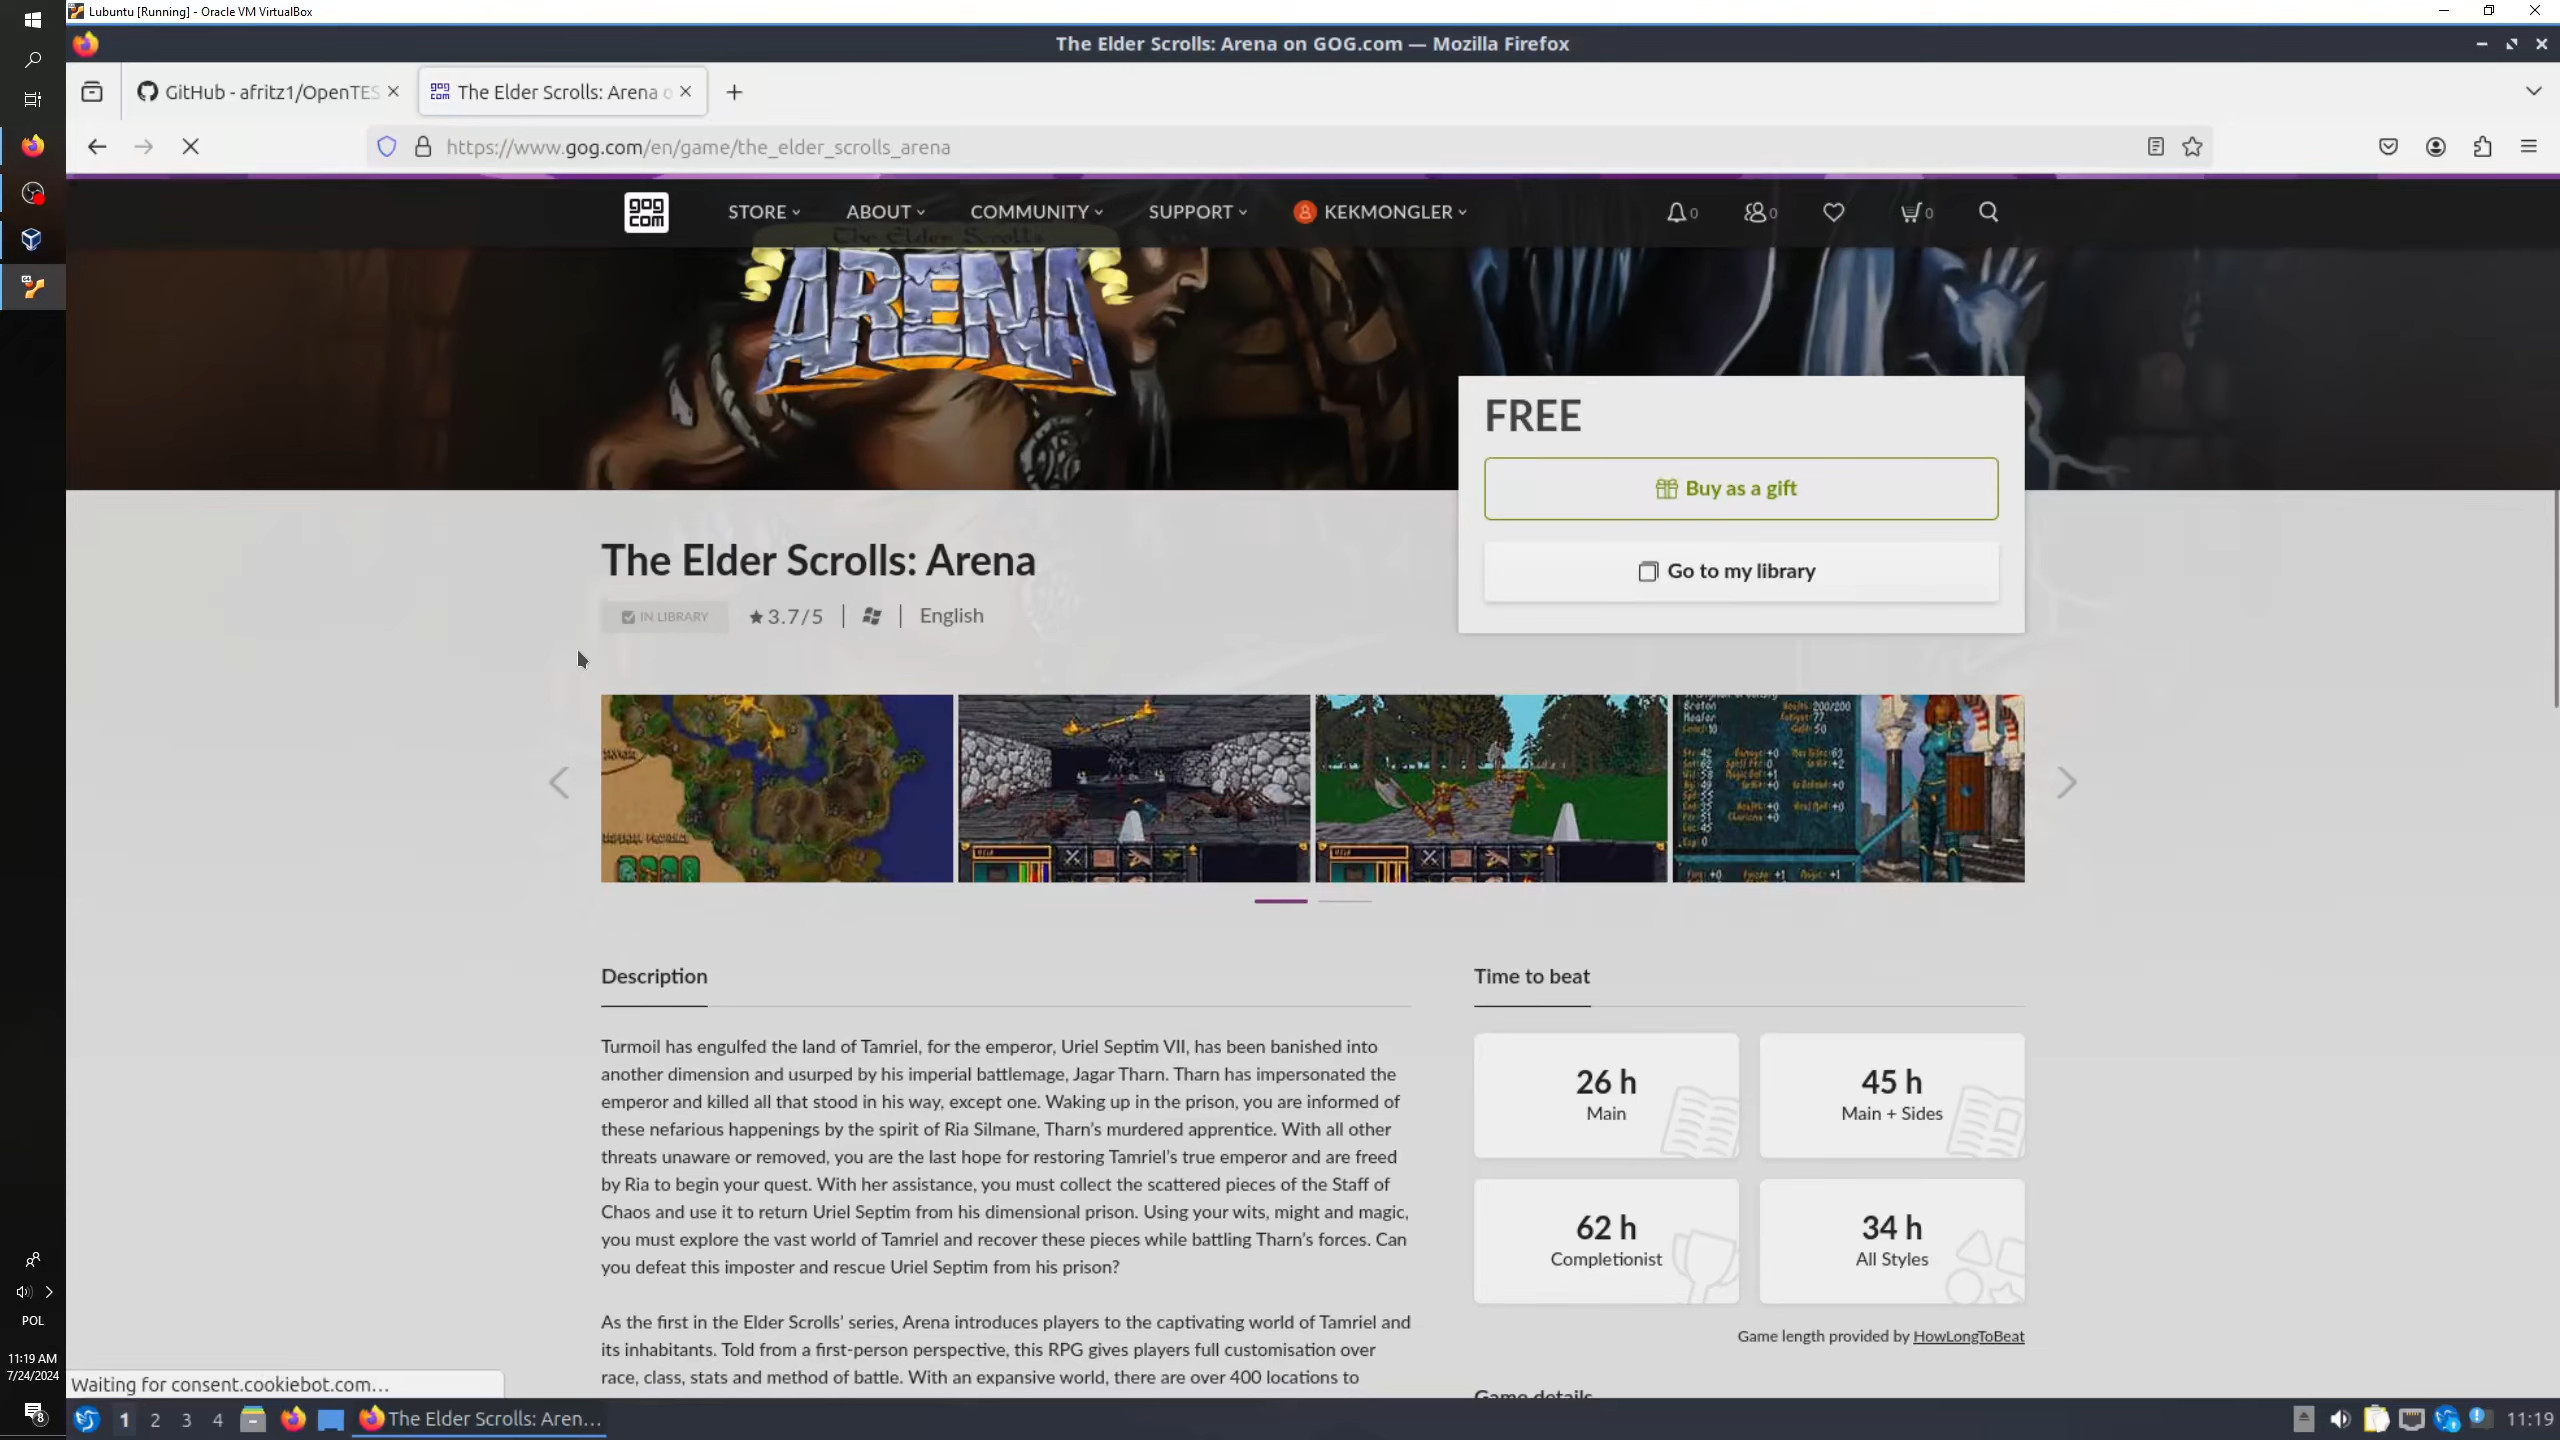 Lubuntu [Running] - Oracle VM VirtualBox
The Elder Scrolls: Arena on GOG.com — Mozilla Firefox
GitHub - afritz1/OpenTES
The Elder Scrolls: Arena o
https://www.gog.com/en/game/the_elder_scrolls_arena
gog com
STORE
ABOUT
COMMUNITY
SUPPORT
KEKMONGLER
0
0
0
The Elder Scrolls
ARENA
FREE
Buy as a gift
Go to my library
The Elder Scrolls: Arena
IN LIBRARY
3.7/5
English
Description
Turmoil has engulfed the land of Tamriel, for the emperor, Uriel Septim VII, has been banished into
another dimension and usurped by his imperial battlemage, Jagar Tharn. Tharn has impersonated the
emperor and killed all that stood in his way, except one. Waking up in the prison, you are informed of
these nefarious happenings by the spirit of Ria Silmane, Tharn's murdered apprentice. With all other
threats unaware or removed, you are the last hope for restoring Tamriel's true emperor and are freed
by Ria to begin your quest. With her assistance, you must collect the scattered pieces of the Staff of
Chaos and use it to return Uriel Septim from his dimensional prison. Using your wits, might and magic,
you must explore the vast world of Tamriel and recover these pieces while battling Tharn's forces. Can
you defeat this imposter and rescue Uriel Septim from his prison?
As the first in the Elder Scrolls' series, Arena introduces players to the captivating world of Tamriel and
its inhabitants. Told from a first-person perspective, this RPG gives players full customisation over
race, class, stats and method of battle. With an expansive world, there are over 400 locations to
Time to beat
26 h
Main
45 h
Main + Sides
62 h
Completionist
34 h
All Styles
Game length provided by HowLongToBeat
Game details
Waiting for consent.cookiebot.com…
POL
11:19 AM
7/24/2024
8
1
2
3
4
The Elder Scrolls: Aren…
11:19